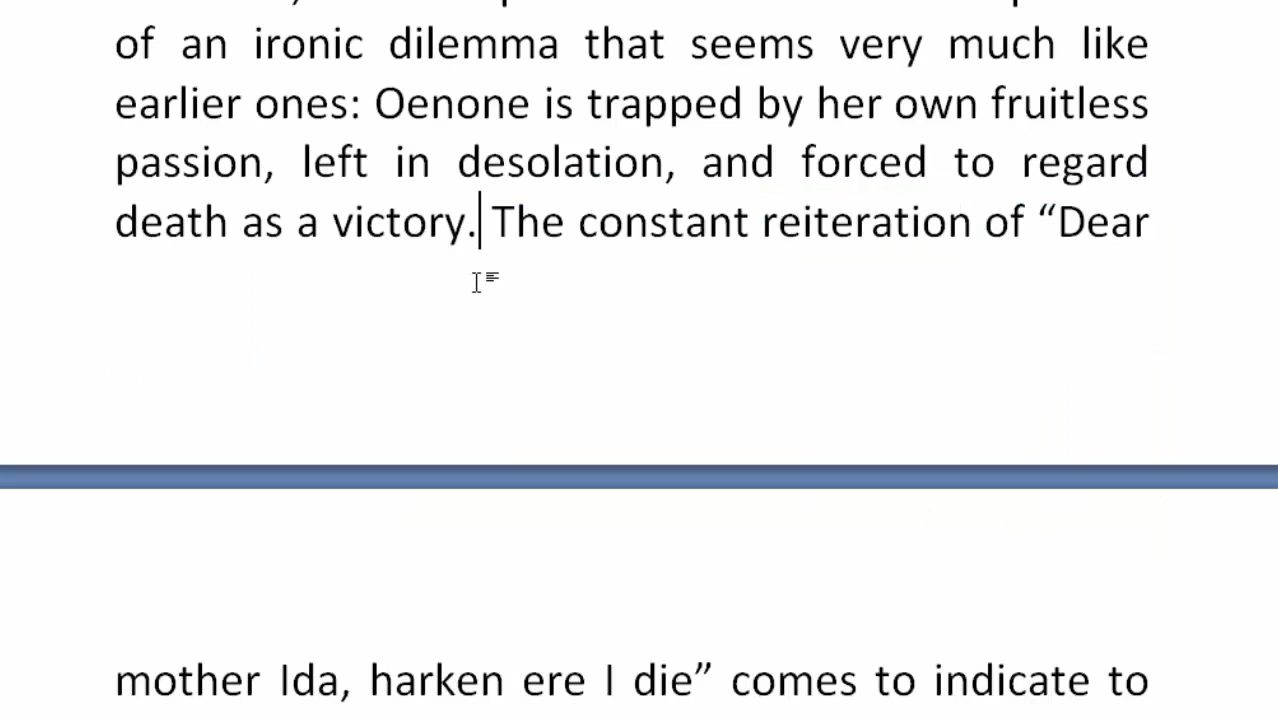 of an ironic dilemma that seems very much like
earlier ones: Oenone is trapped by her own fruitless
passion, left in desolation, and forced to regard
death as a victory. The constant reiteration of “Dear
mother Ida, harken ere I die” comes to indicate to